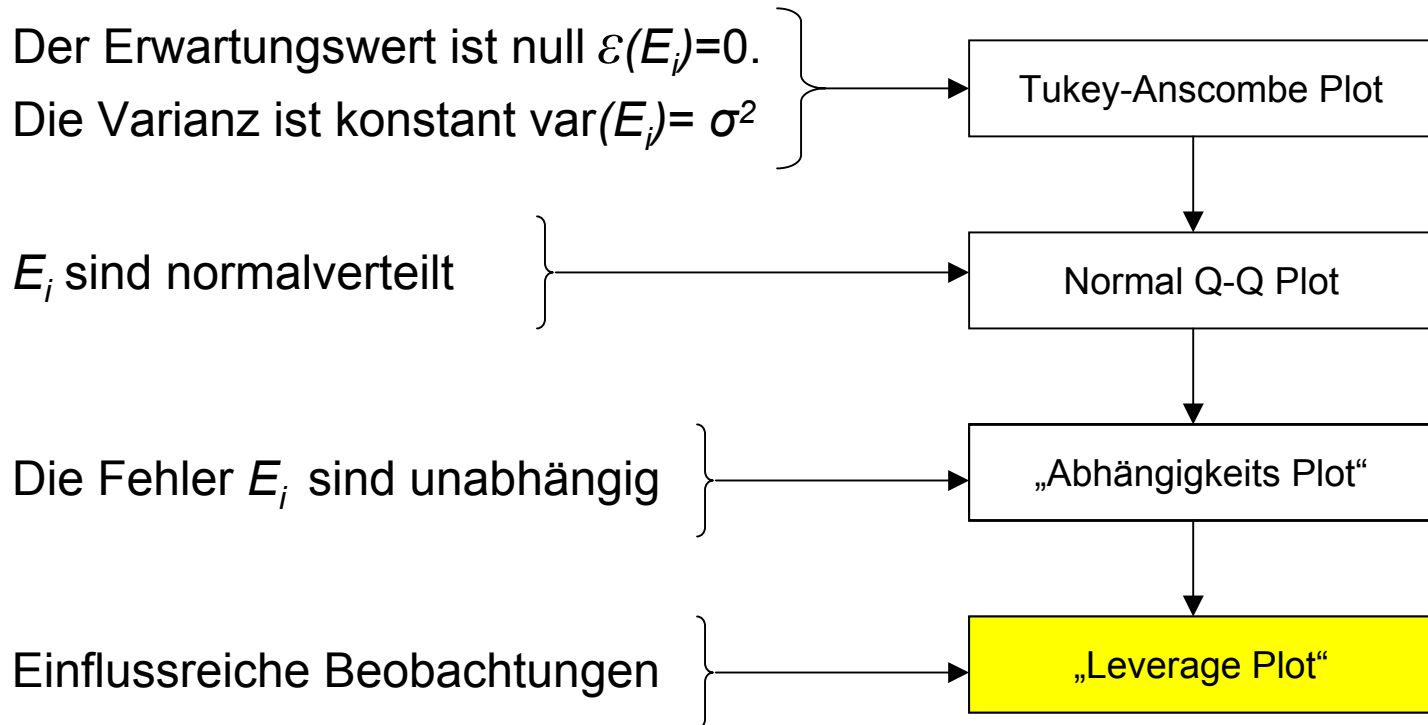 Der Erwartungswert ist null ℰ(Eᵢ)=0.
Die Varianz ist konstant var(Eᵢ)= σ²
Tukey-Anscombe Plot
Eᵢ sind normalverteilt
Normal Q-Q Plot
Die Fehler Eᵢ sind unabhängig
„Abhängigkeits Plot“
Einflussreiche Beobachtungen
„Leverage Plot“